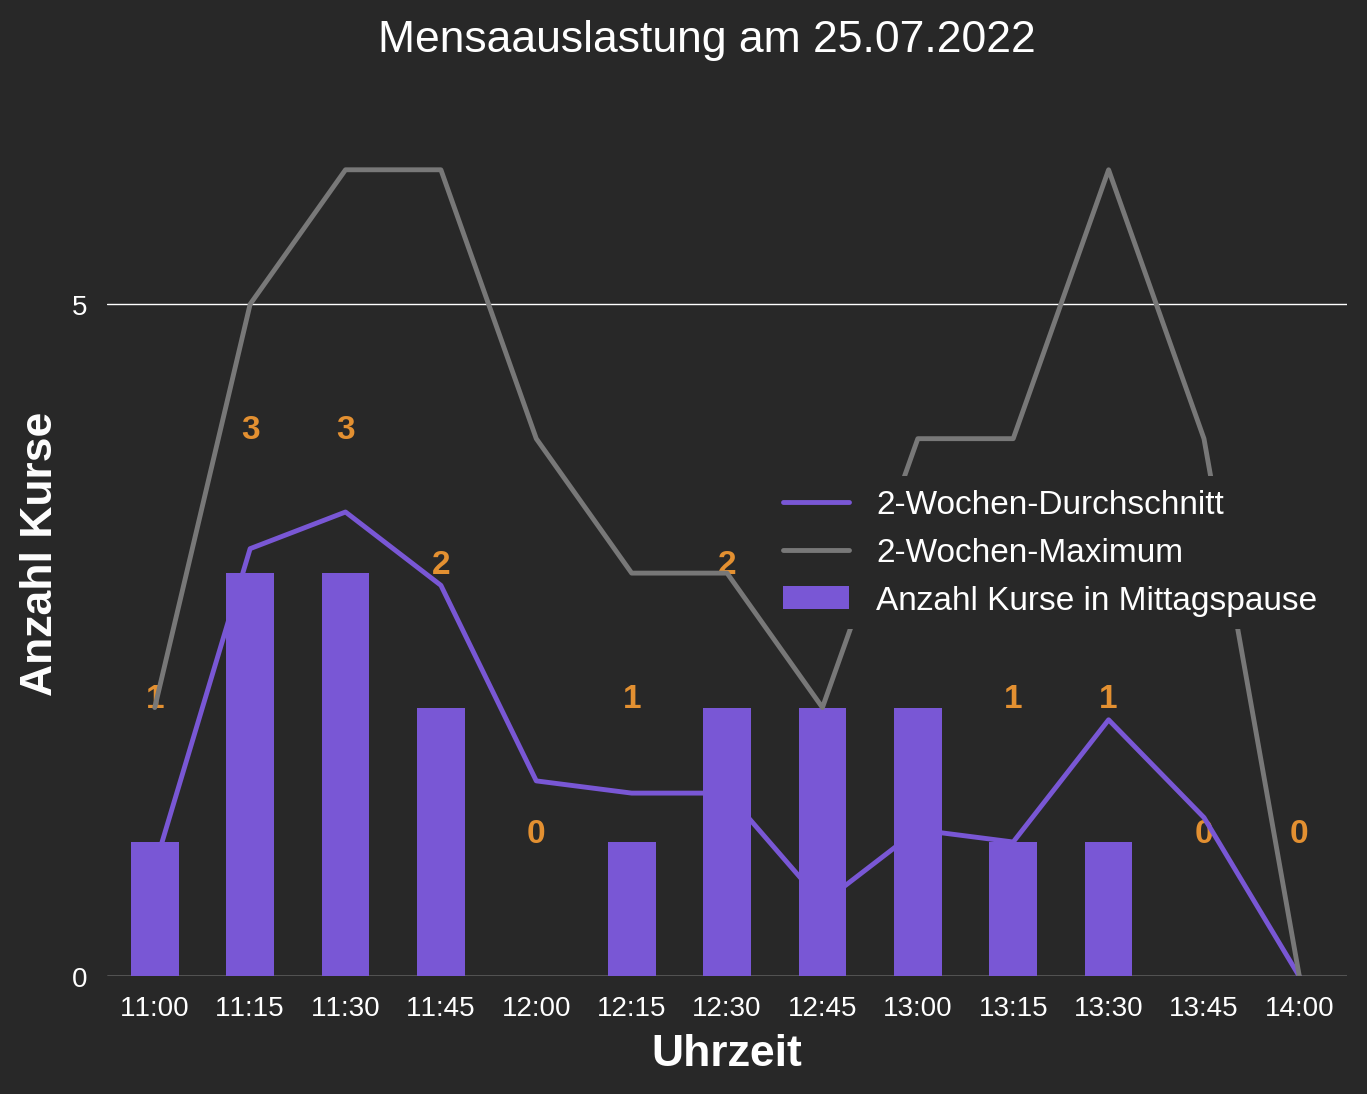 Mensaauslastung am 25.07.2022
5
3 3
2-Wochen-Durchschnitt
2 2 2-Wochen-Maximum
Anzahl Kurse in Mittagspause
Anzahl Kurse
1 1 1 1
0 0 0
0
11:00 11:15 11:30 11:45 12:00 12:15 12:30 12:45 13:00 13:15 13:30 13:45 14:00
Uhrzeit